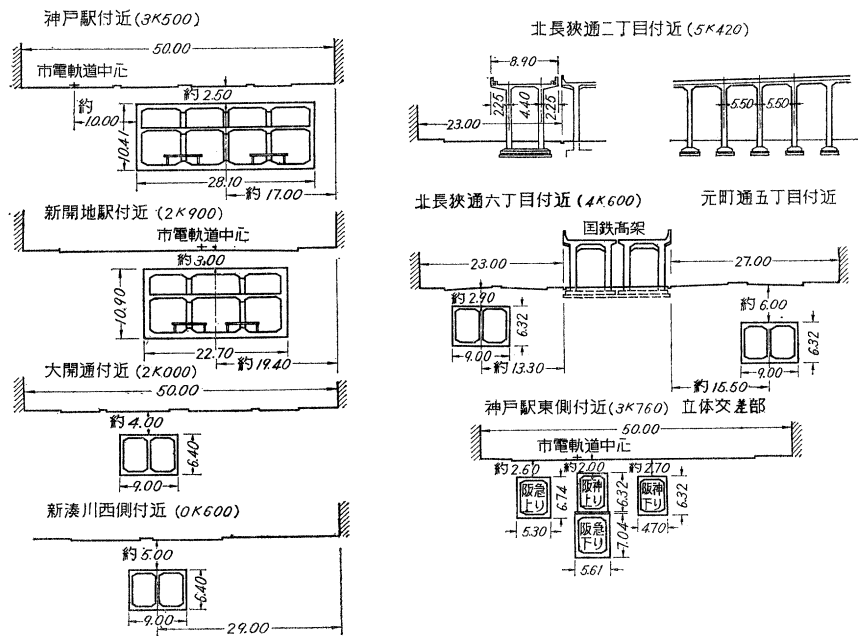 神戸駅付近(3K500)
50.00
市電軌道中心
約2.50
約
10.00
10.41
28.10
約17.00
新開地駅付近(2K900)
市電軌道中心
約3.00
10.90
22.70
約19.40
大開通付近(2K000)
50.00
約4.00
6.40
9.00
新湊川西側付近(0K600)
約5.00
6.40
9.00
29.00
北長狭通二丁目付近(5K420)
8.90
2.25
4.40
2.25
23.00
5.50
5.50
北長狭通六丁目付近(4K600)
元町通五丁目付近
国鉄高架
23.00
27.00
約2.90
6.32
9.00
約13.30
約6.00
6.32
9.00
約15.50
神戸駅東側付近(3K760) 立体交差部
50.00
市電軌道中心
約2.60
約2.00
約2.70
阪急
上り
6.74
5.30
阪神
上り
6.32
阪急
下り
7.04
5.61
阪神
下り
6.32
4.70